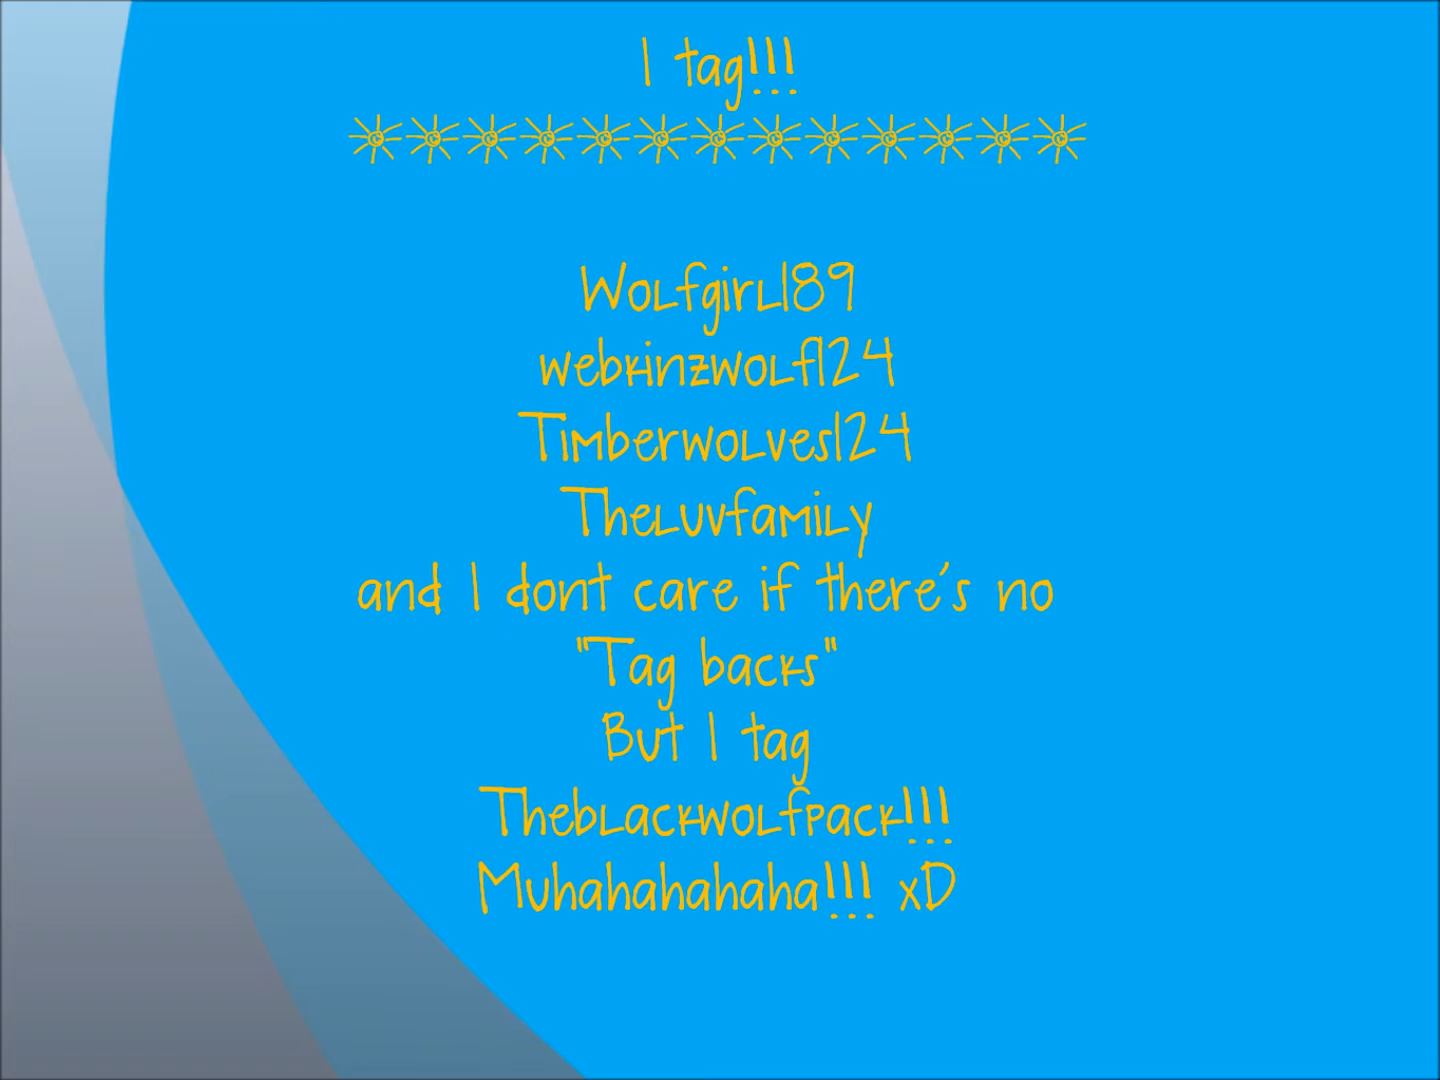 I tag!!!
Wolfgirl189
webkinzwolf124
Timberwolves124
Theluvfamily
and I dont care if there's no
"Tag backs"
But I tag
Theblackwolfpack!!!
Muhahahahaha!!! xD